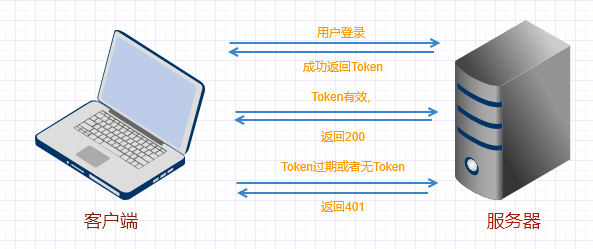 用户登录
成功返回Token
Token有效,
返回200
Token过期或者无Token
返回401
客户端
服务器